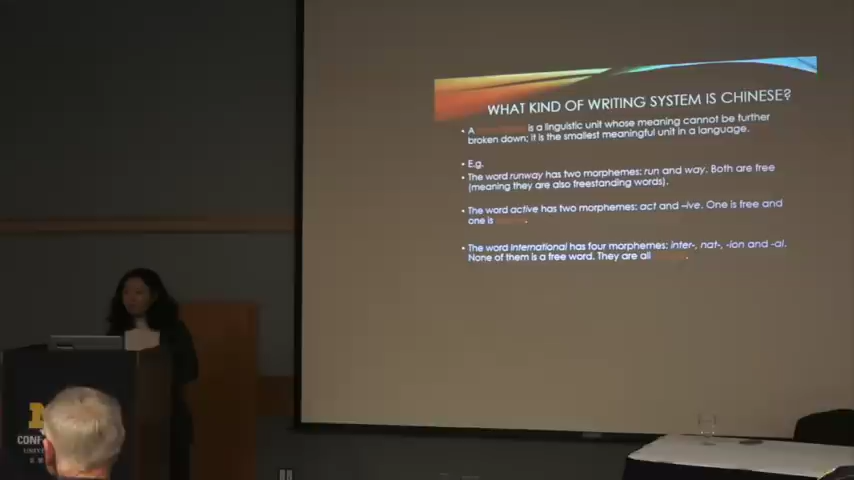 WHAT KIND OF WRITING SYSTEM IS CHINESE?
• A is a linguistic unit whose meaning cannot be further
broken down; it is the smallest meaningful unit in a language.
• E.g.
• The word runway has two morphemes: run and way. Both are free
(meaning they are also freestanding words).
• The word active has two morphemes: act and –ive. One is free and
one is .
• The word International has four morphemes: inter-, nat-, -ion and -al.
None of them is a free word. They are all .
M